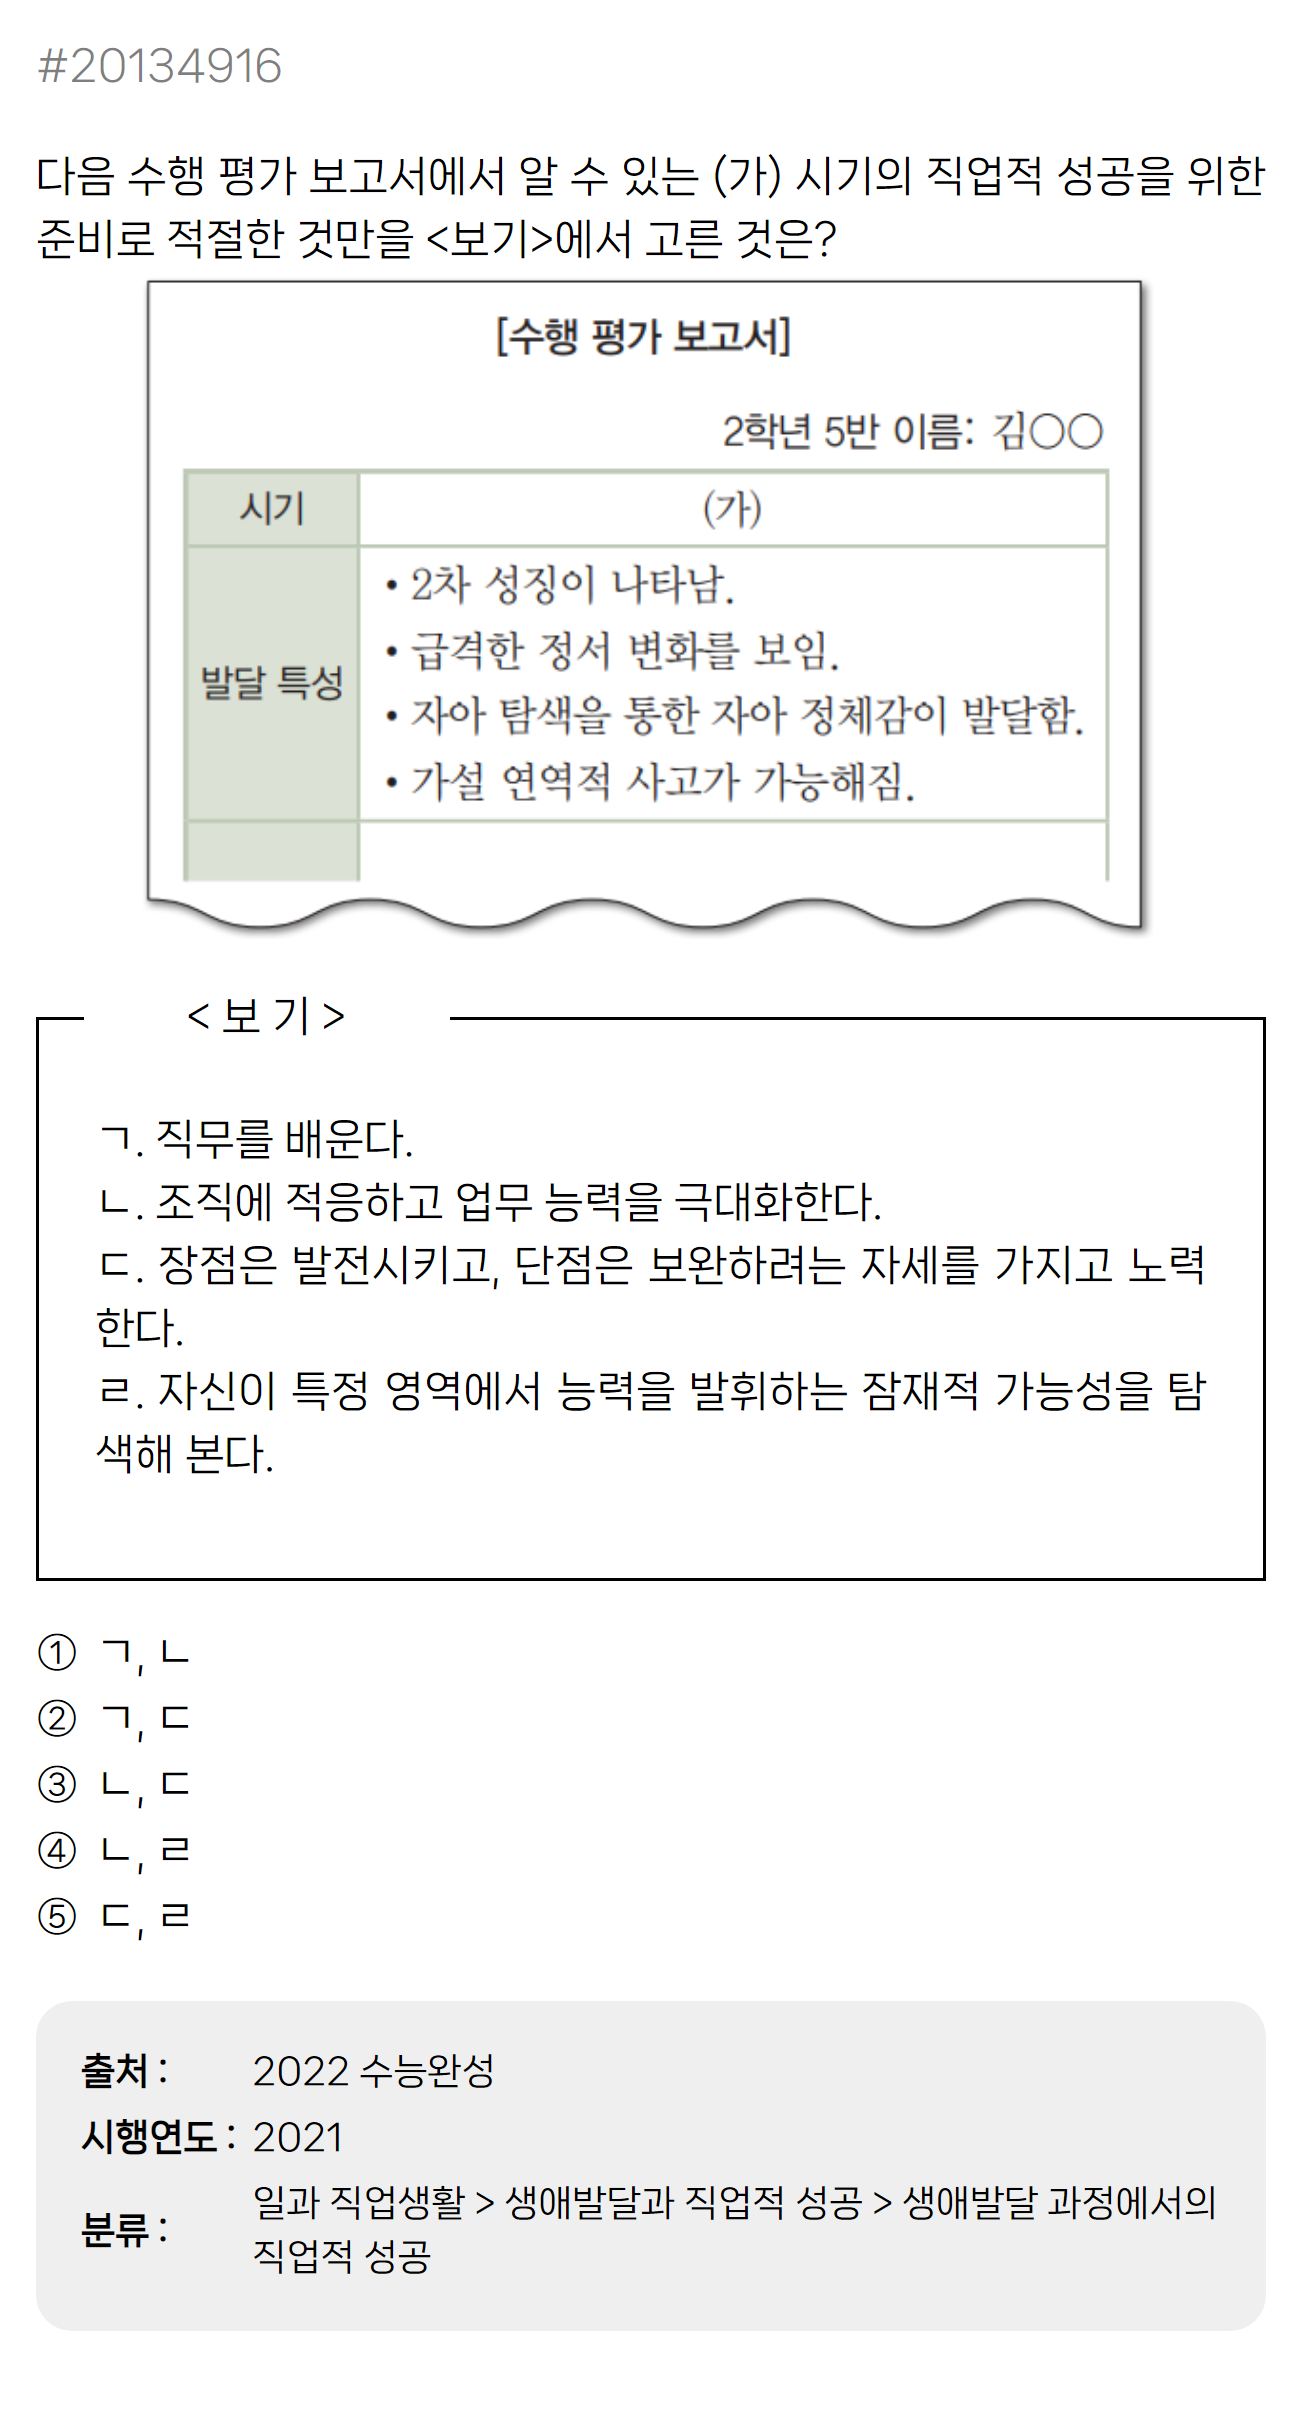 #20134916
다음 수행 평가 보고서에서 알 수 있는 (가) 시기의 직업적 성공을 위한
준비로 적절한 것만을 <보기>에서 고른 것은?
[수행 평가 보고서]
2학년 5반 이름: 김○○
시기 (가)
발달 특성
• 2차 성징이 나타남.
• 급격한 정서 변화를 보임.
• 자아 탐색을 통한 자아 정체감이 발달함.
• 가설 연역적 사고가 가능해짐.
< 보 기 >
ㄱ. 직무를 배운다.
ㄴ. 조직에 적응하고 업무 능력을 극대화한다.
ㄷ. 장점은 발전시키고, 단점은 보완하려는 자세를 가지고 노력
한다.
ㄹ. 자신이 특정 영역에서 능력을 발휘하는 잠재적 가능성을 탐
색해 본다.
① ㄱ, ㄴ
② ㄱ, ㄷ
③ ㄴ, ㄷ
④ ㄴ, ㄹ
⑤ ㄷ, ㄹ
출처 : 2022 수능완성
시행연도 : 2021
분류 : 일과 직업생활 > 생애발달과 직업적 성공 > 생애발달 과정에서의
직업적 성공